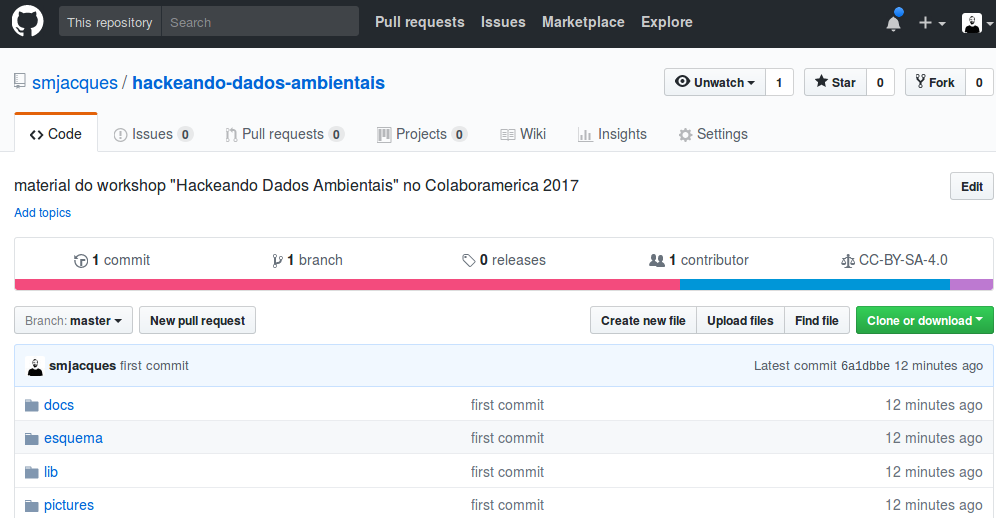 This repository Search Pull requests Issues Marketplace Explore
smjacques / hackeando-dados-ambientais Unwatch 1 Star 0 Fork 0
Code Issues 0 Pull requests 0 Projects 0 Wiki Insights Settings
material do workshop "Hackeando Dados Ambientais" no Colaboramerica 2017 Edit
Add topics
1 commit 1 branch 0 releases 1 contributor CC-BY-SA-4.0
Branch: master New pull request Create new file Upload files Find file Clone or download
smjacques first commit Latest commit 6a1dbbe 12 minutes ago
docs first commit 12 minutes ago
esquema first commit 12 minutes ago
lib first commit 12 minutes ago
pictures first commit 12 minutes ago